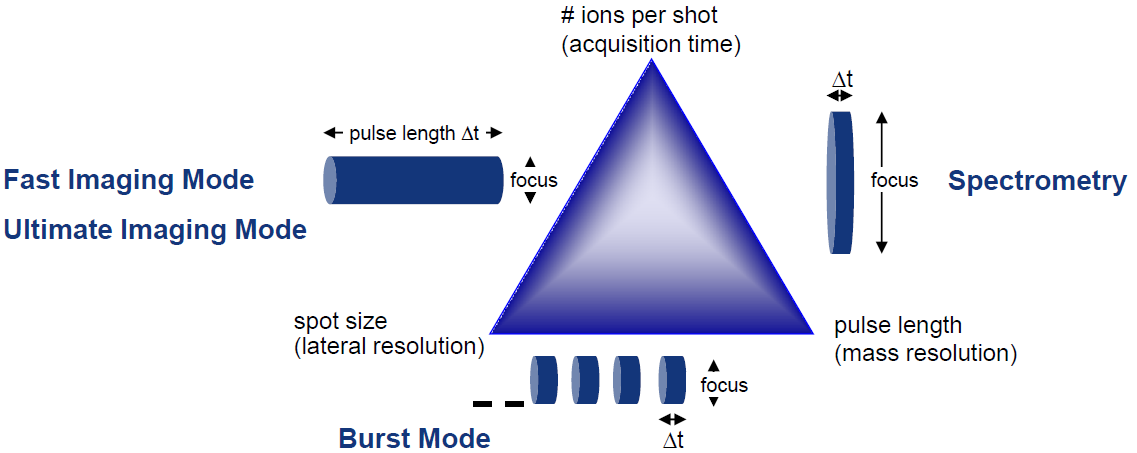 # ions per shot
(acquisition time)
Δt
pulse length Δt
focus
focus
Fast Imaging Mode
Ultimate Imaging Mode
Spectrometry
spot size
(lateral resolution)
pulse length
(mass resolution)
focus
Δt
Burst Mode